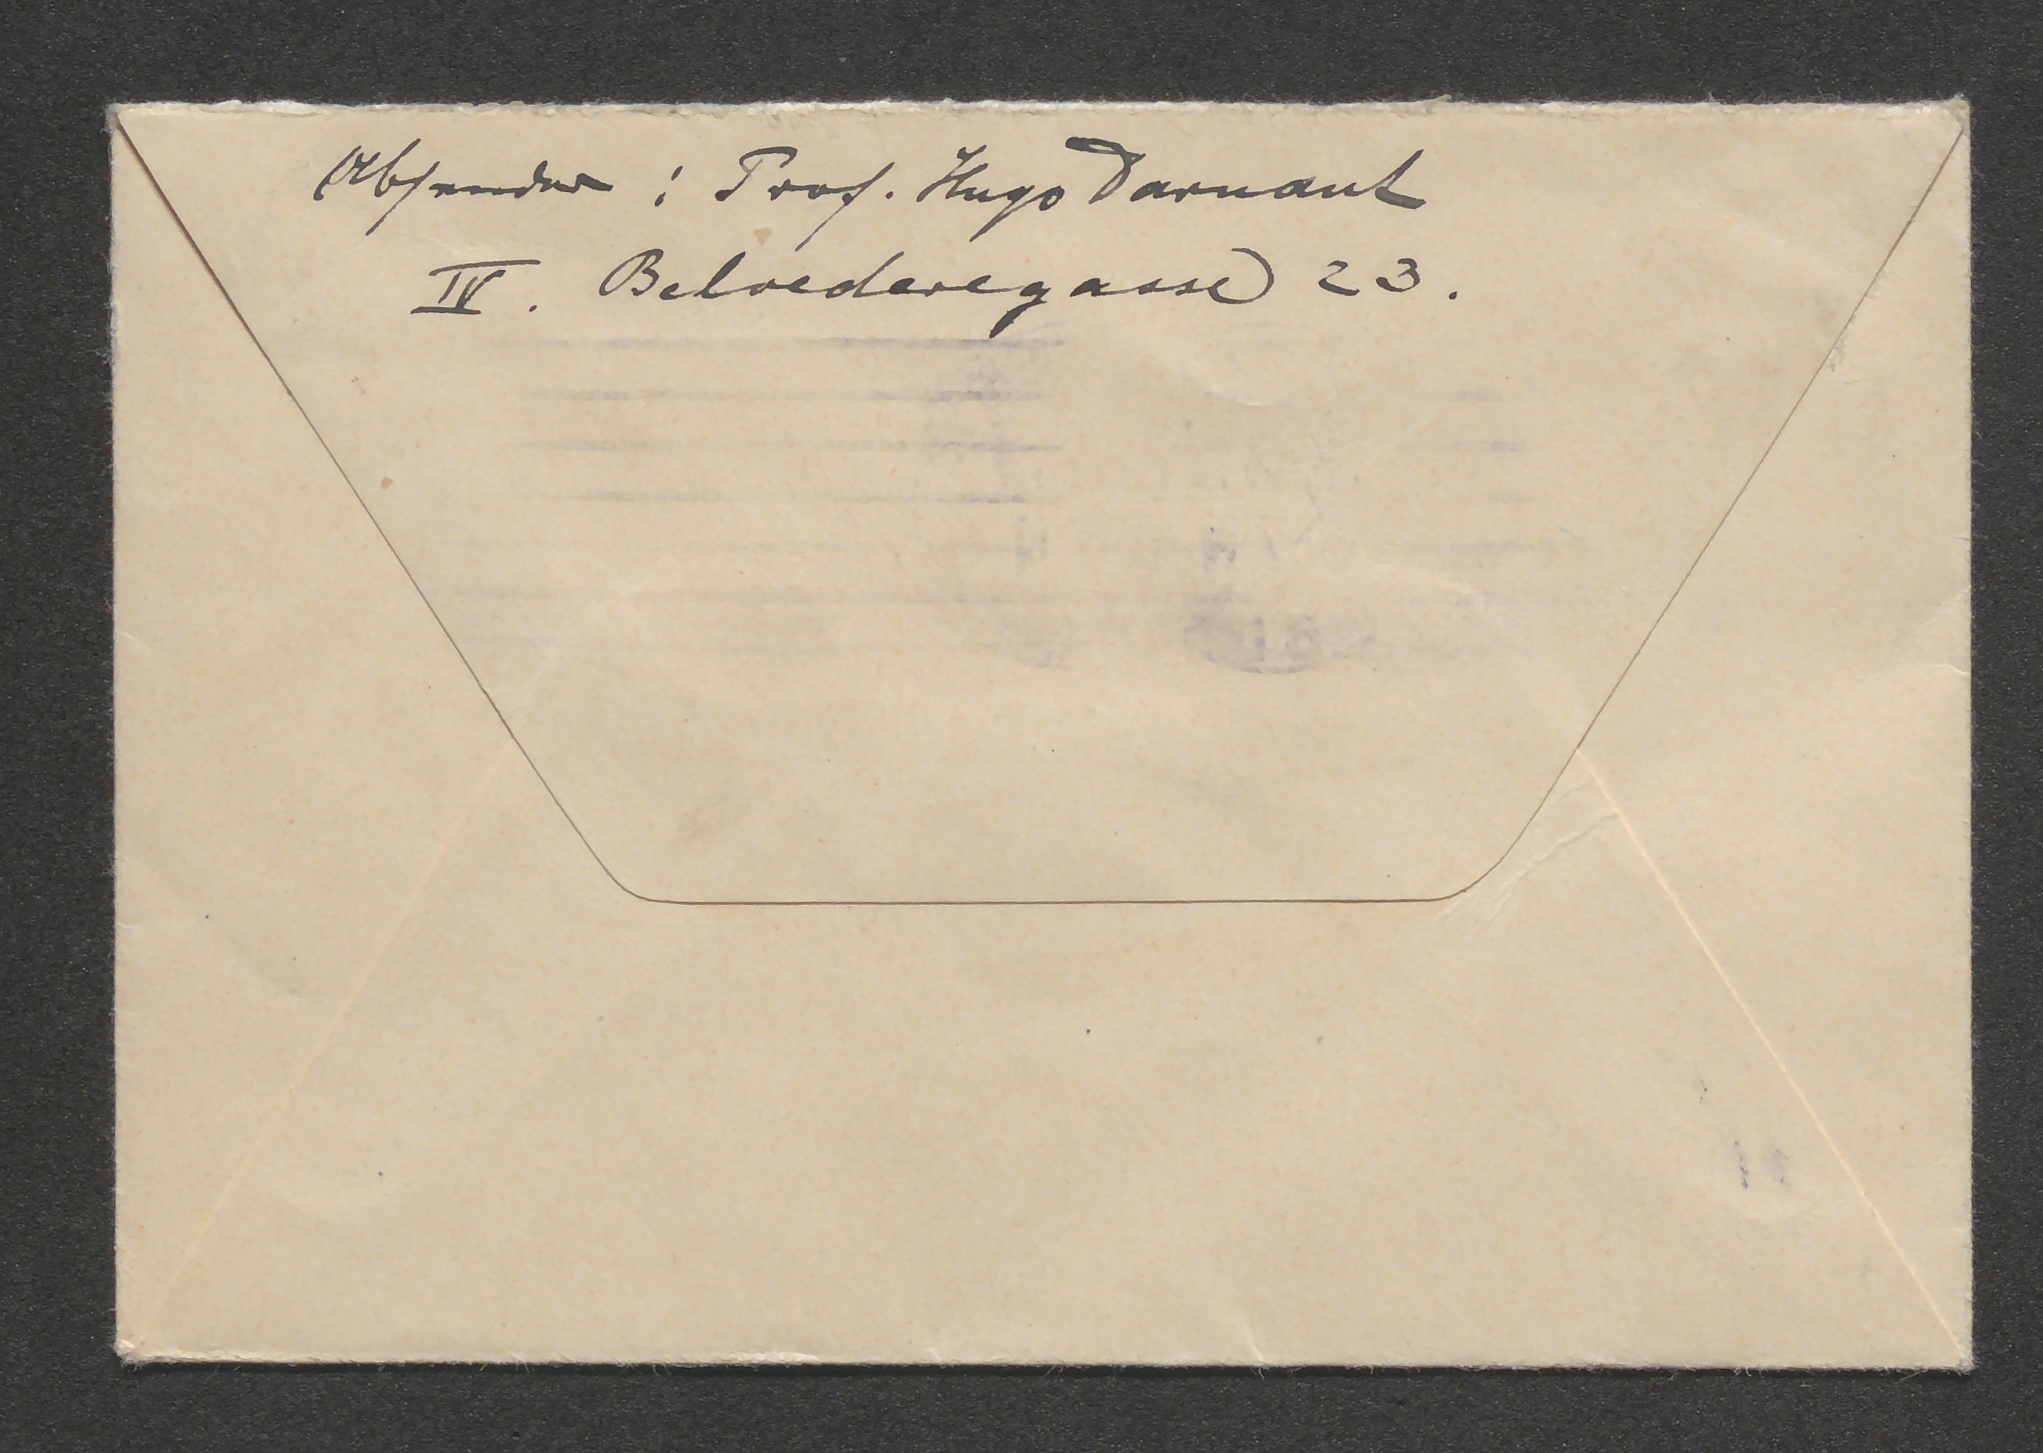 Absender : Prof. Hugo Darnaut
IV. Belvederegasse 23.